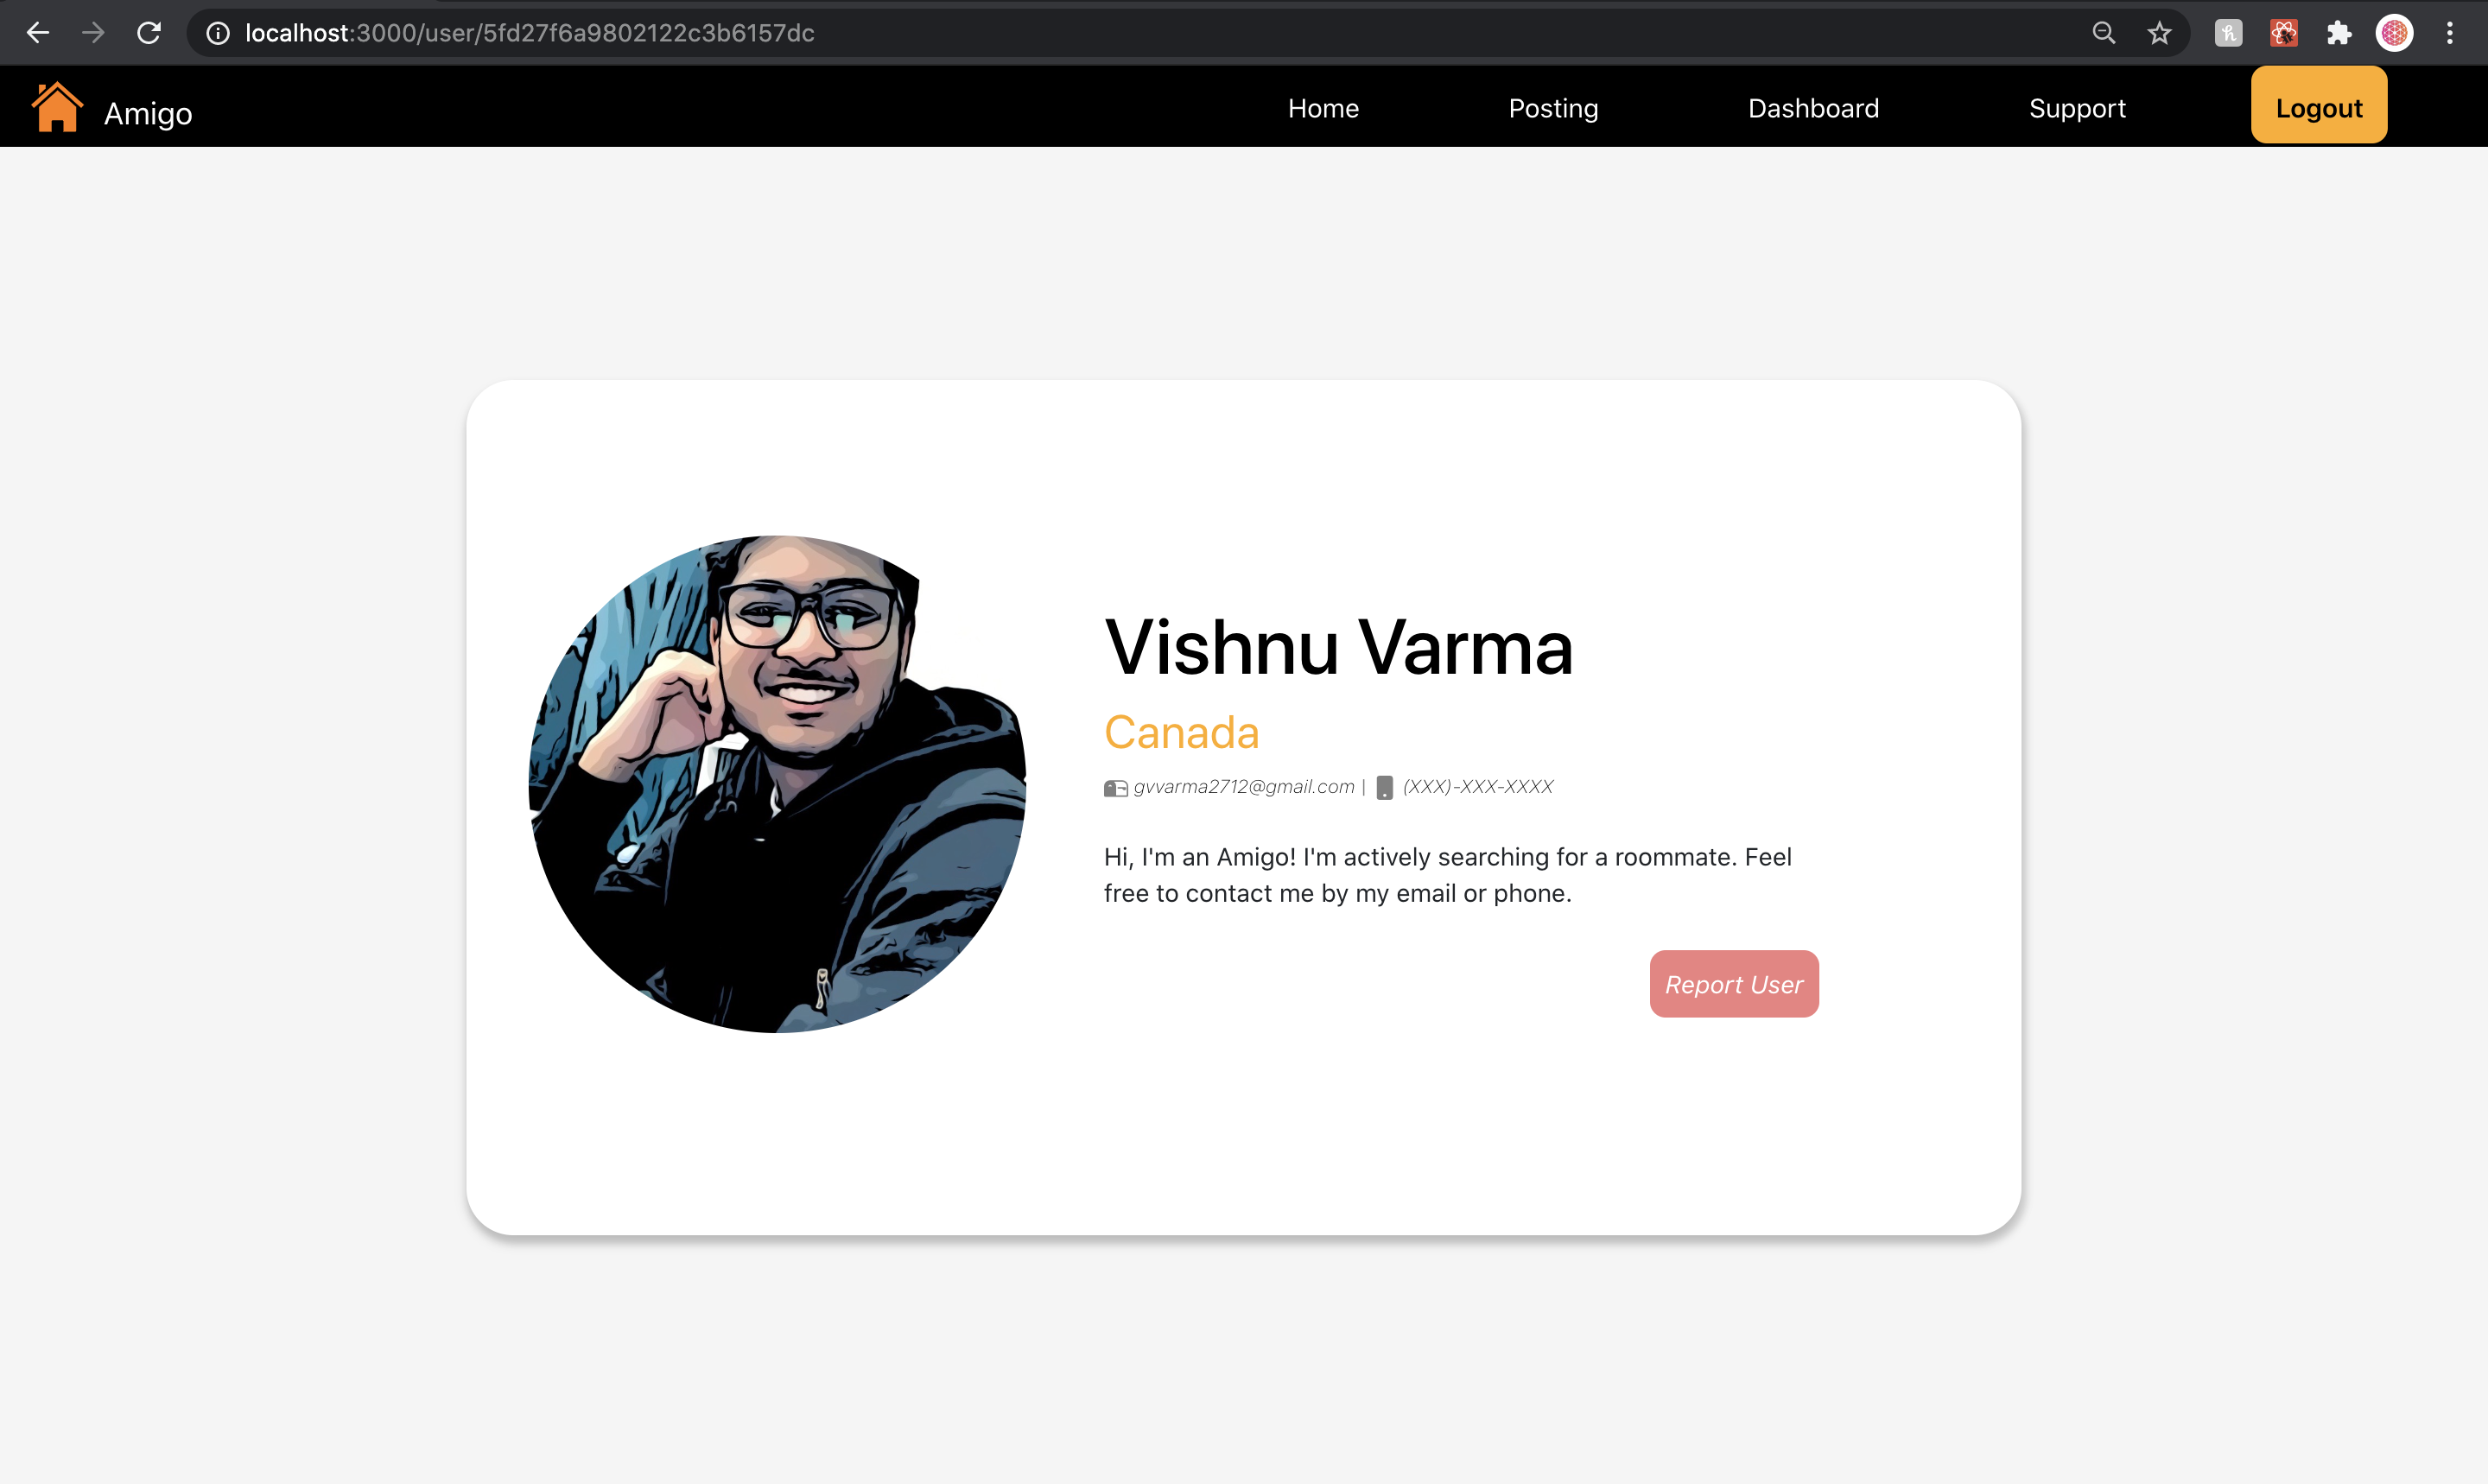 localhost:3000/user/5fd27f6a9802122c3b6157dc
Amigo
Home
Posting
Dashboard
Support
Logout
Vishnu Varma
Canada
gvvarma2712@gmail.com | (XXX)-XXX-XXXX
Hi, I'm an Amigo! I'm actively searching for a roommate. Feel
free to contact me by my email or phone.
Report User